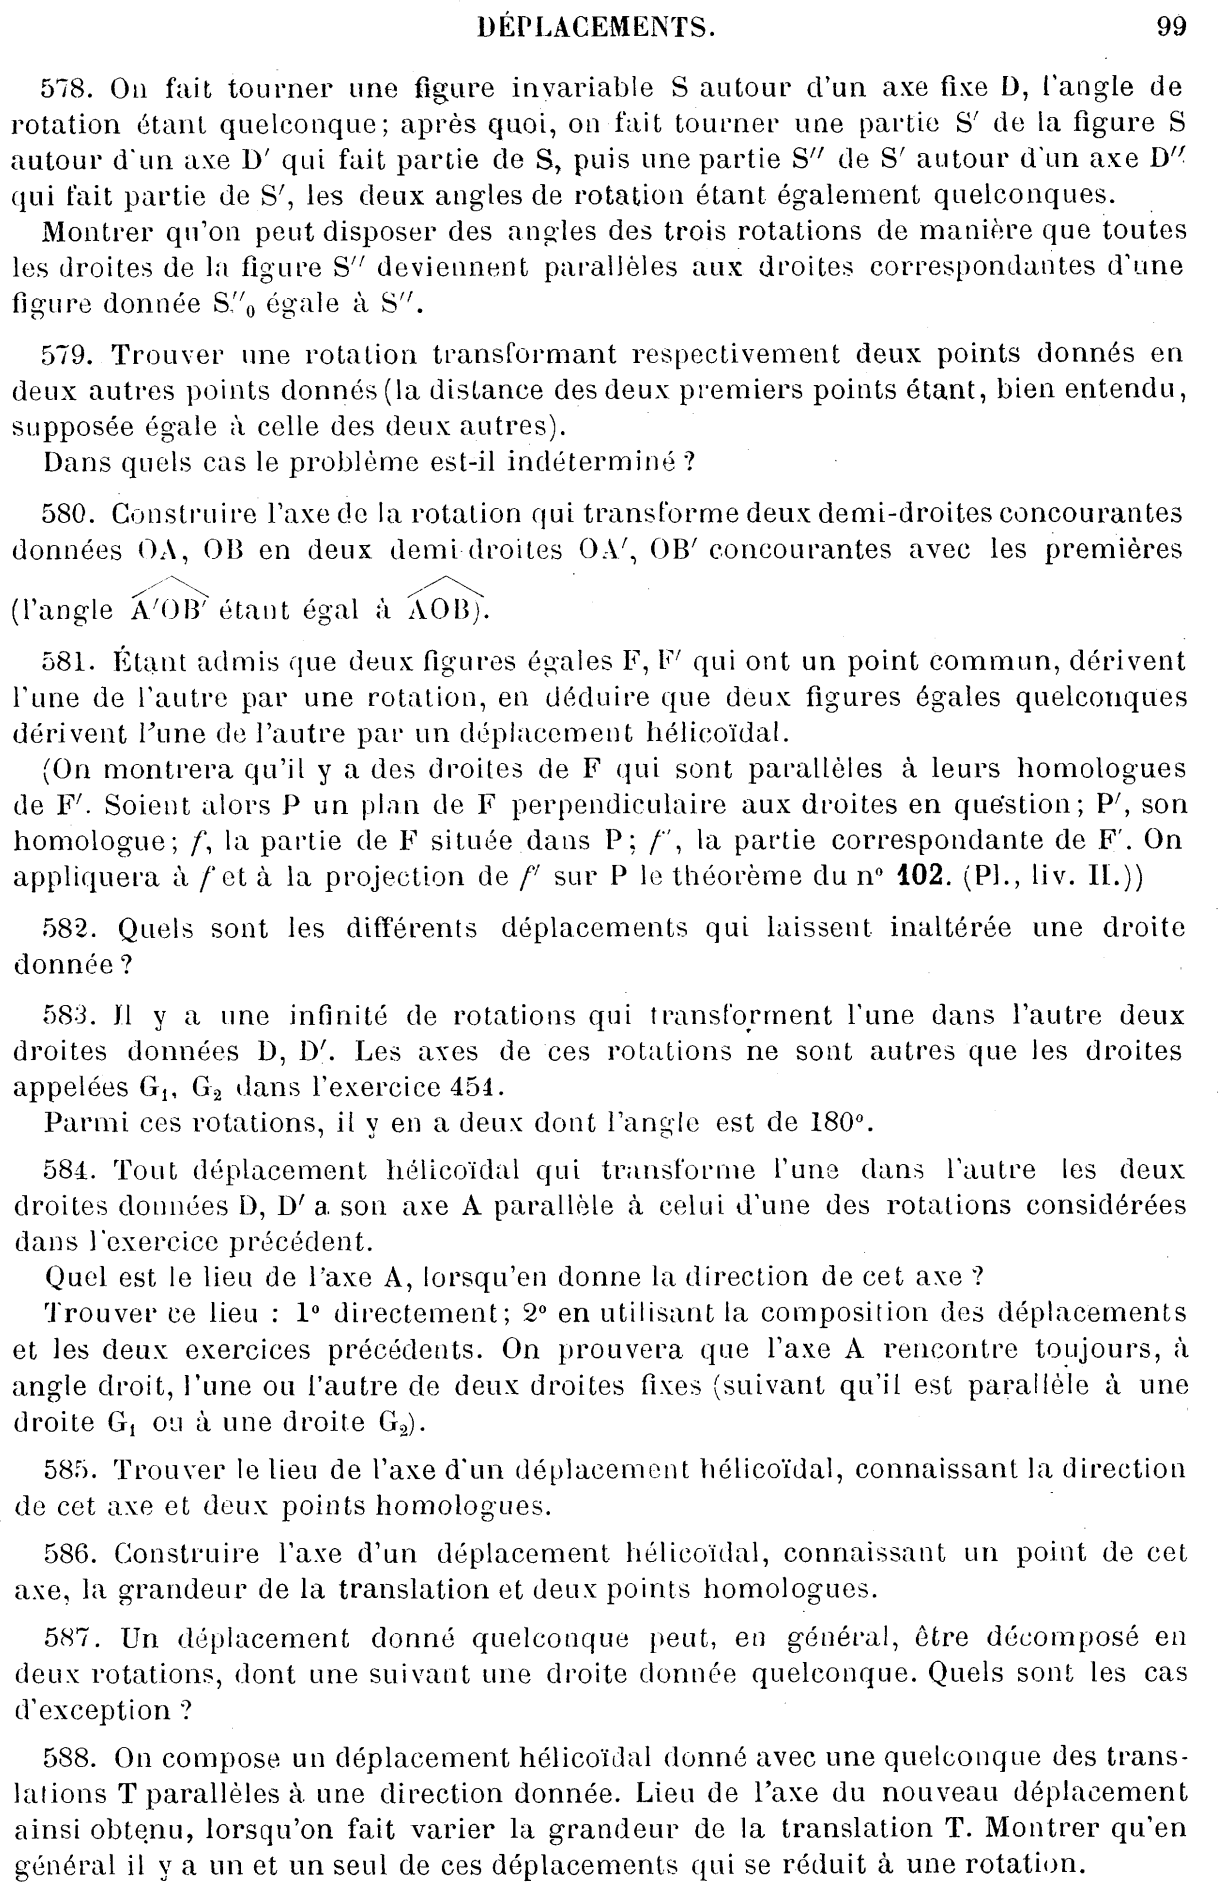 DÉPLACEMENTS. 99
578. On fait tourner une figure invariable S autour d'un axe fixe D, l'angle de
rotation étant quelconque; après quoi, on fait tourner une partie S′ de la figure S
autour d'un axe D′ qui fait partie de S, puis une partie S″ de S′ autour d'un axe D″
qui fait partie de S′, les deux angles de rotation étant également quelconques.
Montrer qu'on peut disposer des angles des trois rotations de manière que toutes
les droites de la figure S″ deviennent parallèles aux droites correspondantes d'une
figure donnée S″₀ égale à S″.
579. Trouver une rotation transformant respectivement deux points donnés en
deux autres points donnés (la distance des deux premiers points étant, bien entendu,
supposée égale à celle des deux autres).
Dans quels cas le problème est-il indéterminé ?
580. Construire l'axe de la rotation qui transforme deux demi-droites concourantes
données OA, OB en deux demi-droites OA′, OB′ concourantes avec les premières
(l'angle A′OB′ étant égal à AOB).
581. Étant admis que deux figures égales F, F′ qui ont un point commun, dérivent
l'une de l'autre par une rotation, en déduire que deux figures égales quelconques
dérivent l'une de l'autre par un déplacement hélicoïdal.
(On montrera qu'il y a des droites de F qui sont parallèles à leurs homologues
de F′. Soient alors P un plan de F perpendiculaire aux droites en question; P′, son
homologue; f, la partie de F située dans P; f′, la partie correspondante de F′. On
appliquera à f et à la projection de f′ sur P le théorème du nº 102. (Pl., liv. II.))
582. Quels sont les différents déplacements qui laissent inaltérée une droite
donnée ?
583. Il y a une infinité de rotations qui transforment l'une dans l'autre deux
droites données D, D′. Les axes de ces rotations ne sont autres que les droites
appelées G₁, G₂ dans l'exercice 454.
Parmi ces rotations, il y en a deux dont l'angle est de 180°.
584. Tout déplacement hélicoïdal qui transforme l'une dans l'autre les deux
droites données D, D′ a son axe A parallèle à celui d'une des rotations considérées
dans l'exercice précédent.
Quel est le lieu de l'axe A, lorsqu'en donne la direction de cet axe ?
Trouver ce lieu : 1º directement; 2º en utilisant la composition des déplacements
et les deux exercices précédents. On prouvera que l'axe A rencontre toujours, à
angle droit, l'une ou l'autre de deux droites fixes (suivant qu'il est parallèle à une
droite G₁ ou à une droite G₂).
585. Trouver le lieu de l'axe d'un déplacement hélicoïdal, connaissant la direction
de cet axe et deux points homologues.
586. Construire l'axe d'un déplacement hélicoïdal, connaissant un point de cet
axe, la grandeur de la translation et deux points homologues.
587. Un déplacement donné quelconque peut, en général, être décomposé en
deux rotations, dont une suivant une droite donnée quelconque. Quels sont les cas
d'exception ?
588. On compose un déplacement hélicoïdal donné avec une quelconque des trans-
lations T parallèles à une direction donnée. Lieu de l'axe du nouveau déplacement
ainsi obtenu, lorsqu'on fait varier la grandeur de la translation T. Montrer qu'en
général il y a un et un seul de ces déplacements qui se réduit à une rotation.